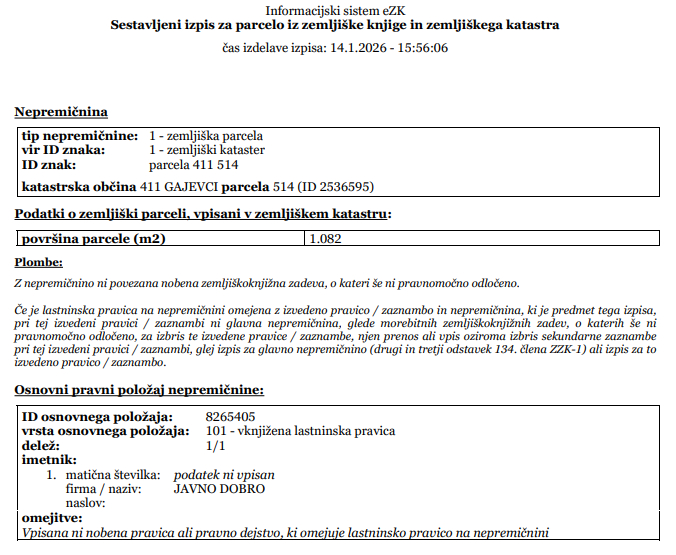 Informacijski sistem eZK
Sestavljeni izpis za parcelo iz zemljiške knjige in zemljiškega katastra
čas izdelave izpisa: 14.1.2026 - 15:56:06
Nepremičnina
tip nepremičnine: 1 - zemljiška parcela
vir ID znaka: 1 - zemljiški kataster
ID znak: parcela 411 514
katastrska občina 411 GAJEVCI parcela 514 (ID 2536595)
Podatki o zemljiški parceli, vpisani v zemljiškem katastru:
površina parcele (m2) 1.082
Plombe:
Z nepremičnino ni povezana nobena zemljiškoknjižna zadeva, o kateri še ni pravnomočno odločeno.
Če je lastninska pravica na nepremičnini omejena z izvedeno pravico / zaznambo in nepremičnina, ki je predmet tega izpisa,
pri tej izvedeni pravici / zaznambi ni glavna nepremičnina, glede morebitnih zemljiškoknjižnih zadev, o katerih še ni
pravnomočno odločeno, za izbris te izvedene pravice / zaznambe, njen prenos ali vpis oziroma izbris sekundarne zaznambe
pri tej izvedeni pravici / zaznambi, glej izpis za glavno nepremičnino (drugi in tretji odstavek 134. člena ZZK-1) ali izpis za to
izvedeno pravico / zaznambo.
Osnovni pravni položaj nepremičnine:
ID osnovnega položaja: 8265405
vrsta osnovnega položaja: 101 - vknjižena lastninska pravica
delež: 1/1
imetnik:
1. matična številka: podatek ni vpisan
firma / naziv: JAVNO DOBRO
naslov:
omejitve:
Vpisana ni nobena pravica ali pravno dejstvo, ki omejuje lastninsko pravico na nepremičnini